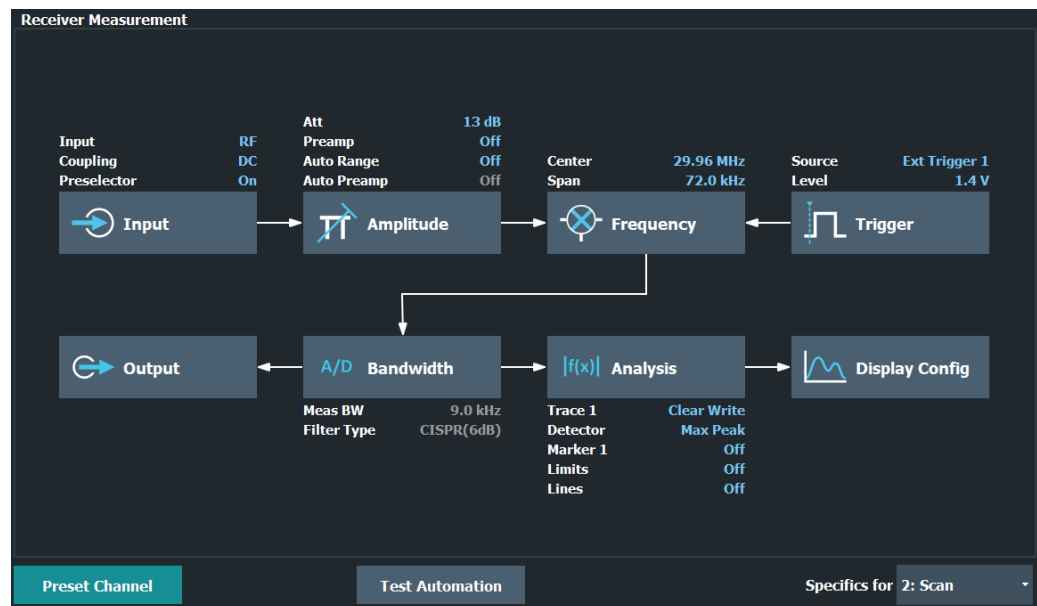 Receiver Measurement
Input RF
Coupling DC
Preselector On
Att 13 dB
Preamp Off
Auto Range Off
Auto Preamp Off
Center 29.96 MHz
Span 72.0 kHz
Source Ext Trigger 1
Level 1.4 V
Input
Amplitude
Frequency
Trigger
Output
A/D Bandwidth
|f(x)| Analysis
Display Config
Meas BW 9.0 kHz
Filter Type CISPR(6dB)
Trace 1 Clear Write
Detector Max Peak
Marker 1 Off
Limits Off
Lines Off
Preset Channel
Test Automation
Specifics for 2: Scan